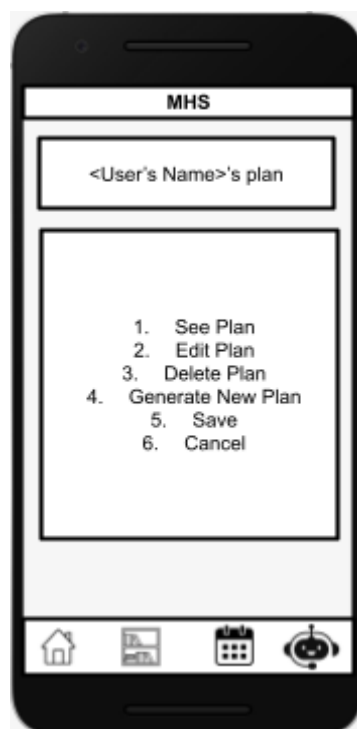 MHS
<User's Name>'s plan
1. See Plan
2. Edit Plan
3. Delete Plan
4. Generate New Plan
5. Save
6. Cancel